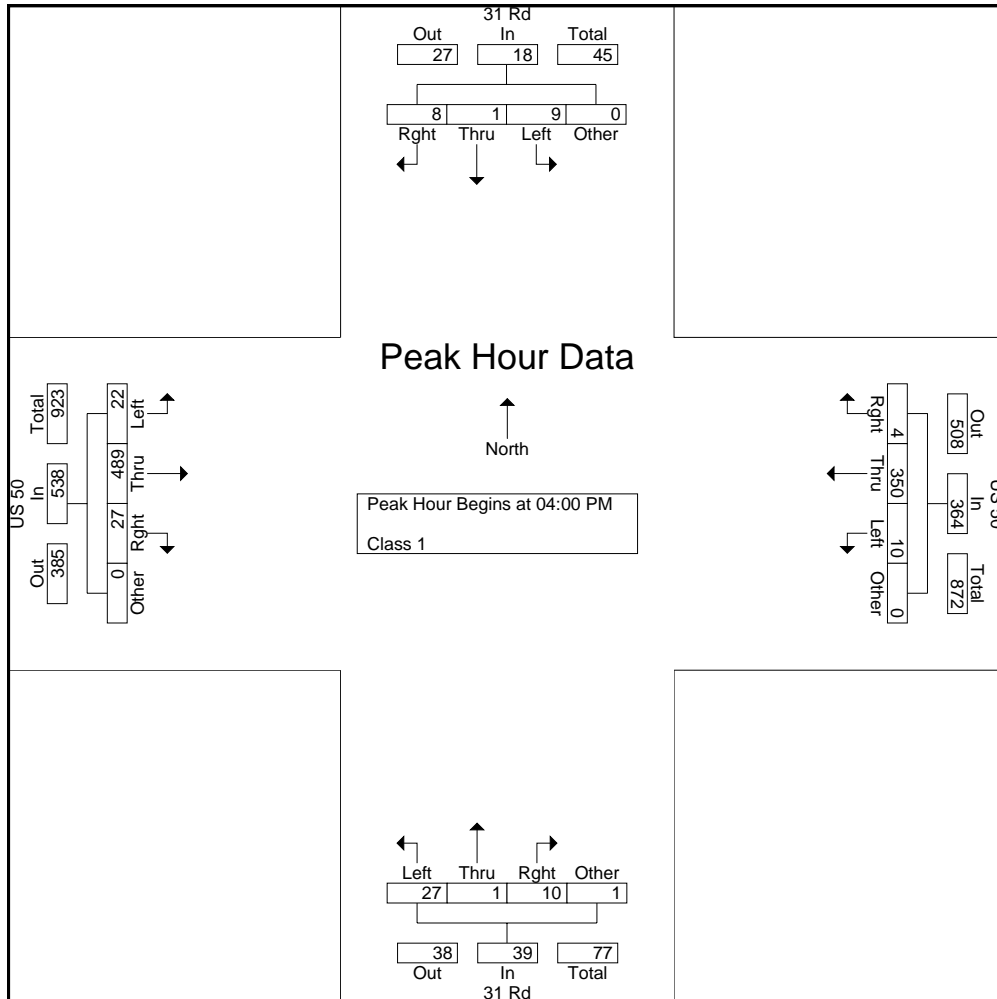 31 Rd
Out In Total
27 18 45
8 1 9 0
Rght Thru Left Other
Peak Hour Data
North
Peak Hour Begins at 04:00 PM
Class 1
US 50
Total In Out
923 538 385
22 489 27 0
Left Thru Rght Other
Rght Thru Left Other
4 350 10 0
Out In Total
508 364 872
US 50
Left Thru Rght Other
27 1 10 1
38 39 77
Out In Total
31 Rd